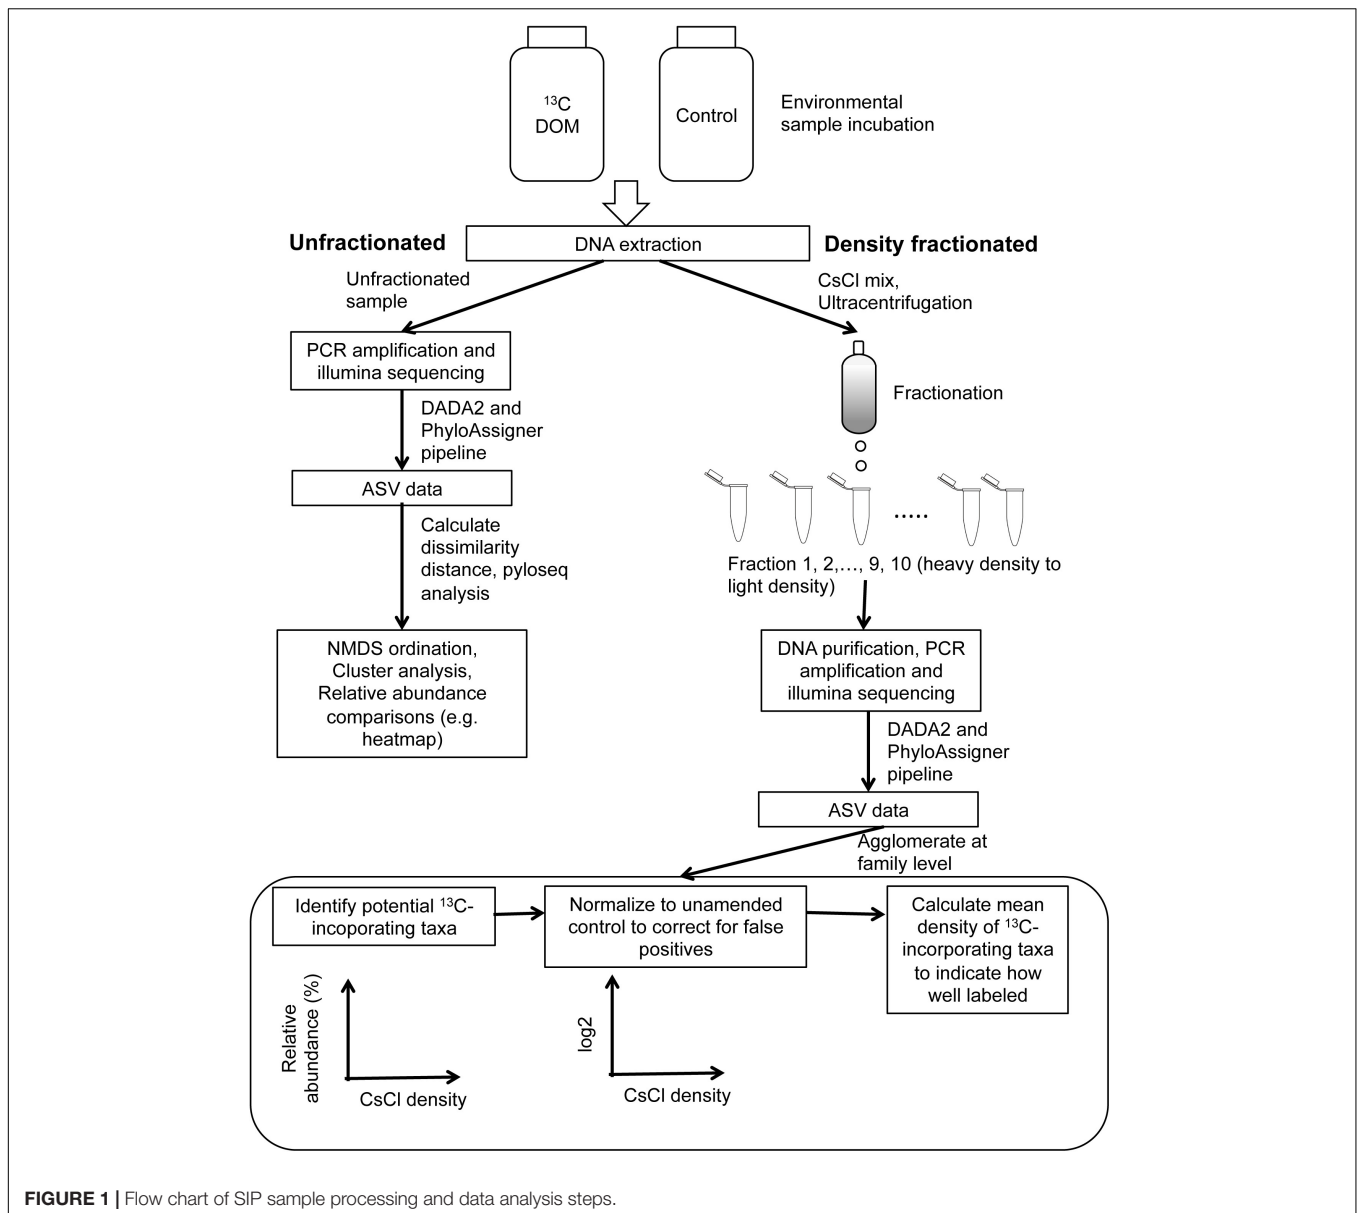 ¹³C
DOM
Control
Environmental
sample incubation
Unfractionated
DNA extraction
Density fractionated
Unfractionated
sample
CsCl mix,
Ultracentrifugation
PCR amplification and
illumina sequencing
Fractionation
DADA2 and
PhyloAssigner
pipeline
ASV data
.....
Calculate
dissimilarity
distance, pyloseq
analysis
Fraction 1, 2,..., 9, 10 (heavy density to
light density)
NMDS ordination,
Cluster analysis,
Relative abundance
comparisons (e.g.
heatmap)
DNA purification, PCR
amplification and
illumina sequencing
DADA2 and
PhyloAssigner
pipeline
ASV data
Agglomerate at
family level
Identify potential ¹³C-
incoporating taxa
Normalize to unamended
control to correct for false
positives
Calculate mean
density of ¹³C-
incorporating taxa
to indicate how
well labeled
Relative
abundance (%)
CsCl density
log2
CsCl density
FIGURE 1 | Flow chart of SIP sample processing and data analysis steps.